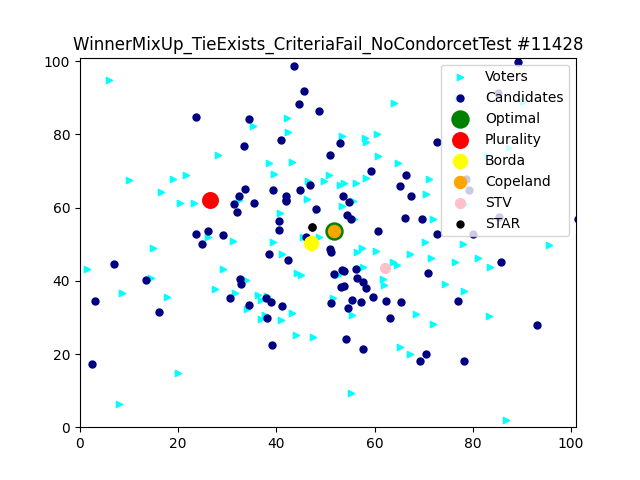 WinnerMixUp_TieExists_CriteriaFail_NoCondorcetTest #11428
100
80
60
40
20
0
0 20 40 60 80 100
Voters
Candidates
Optimal
Plurality
Borda
Copeland
STV
STAR